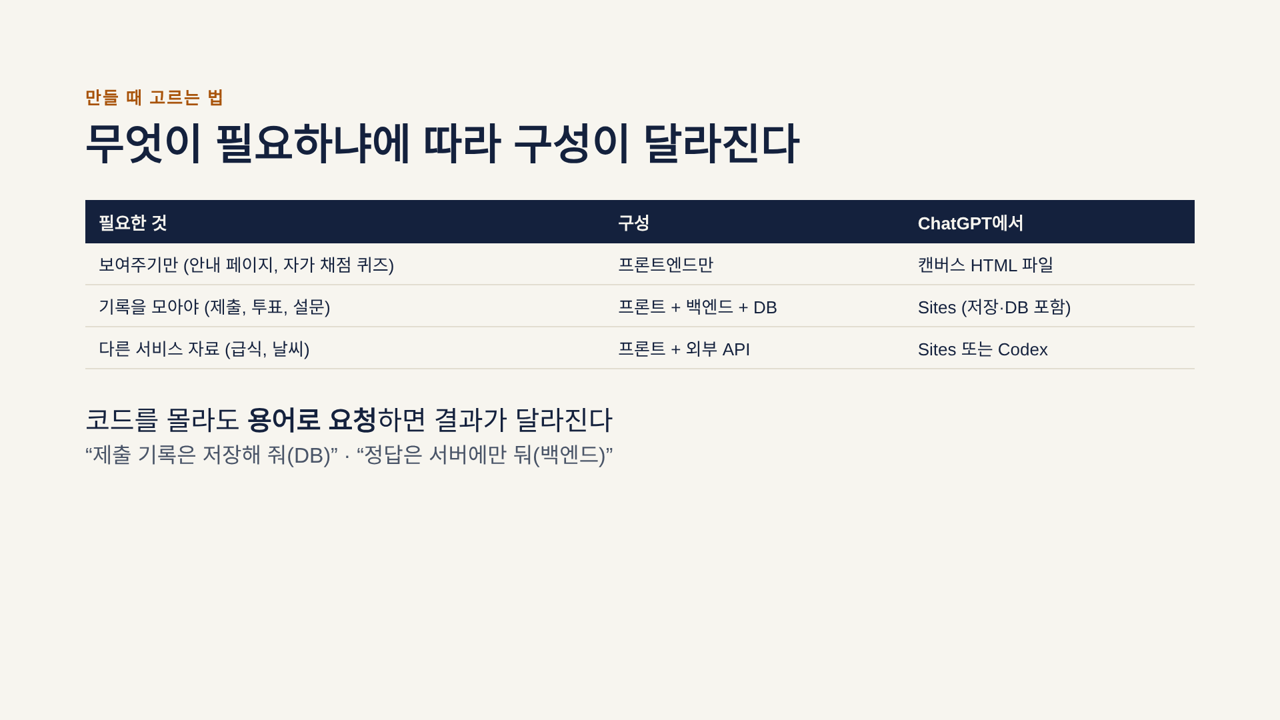 만들 때 고르는 법
무엇이 필요하냐에 따라 구성이 달라진다
필요한 것 구성 ChatGPT에서
보여주기만 (안내 페이지, 자가 채점 퀴즈) 프론트엔드만 캔버스 HTML 파일
기록을 모아야 (제출, 투표, 설문) 프론트 + 백엔드 + DB Sites (저장·DB 포함)
다른 서비스 자료 (급식, 날씨) 프론트 + 외부 API Sites 또는 Codex
코드를 몰라도 용어로 요청하면 결과가 달라진다
“제출 기록은 저장해 줘(DB)” · “정답은 서버에만 둬(백엔드)”